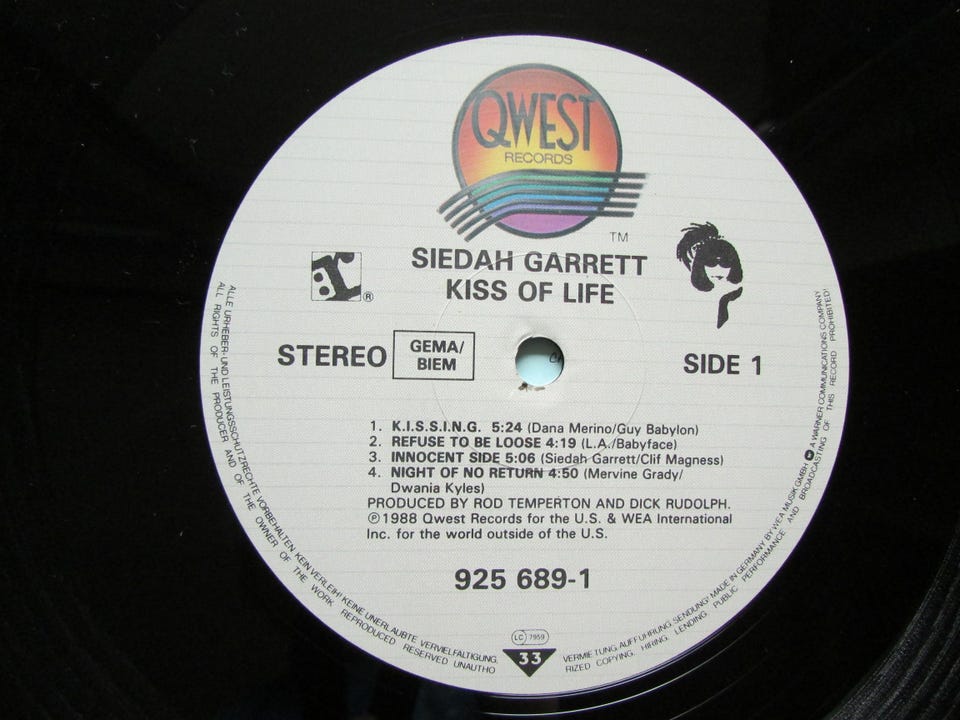 QWEST
RECORDS
TM
SIEDAH GARRETT
KISS OF LIFE
r®
STEREO
GEMA/
BIEM
SIDE 1
1. K.I.S.S.I.N.G. 5:24 (Dana Merino/Guy Babylon)
2. REFUSE TO BE LOOSE 4:19 (L.A./Babyface)
3. INNOCENT SIDE 5:06 (Siedah Garrett/Clif Magness)
4. NIGHT OF NO RETURN 4:50 (Mervine Grady/
Dwania Kyles)
PRODUCED BY ROD TEMPERTON AND DICK RUDOLPH.
℗1988 Qwest Records for the U.S. & WEA International
Inc. for the world outside of the U.S.
925 689-1
LC 7959
33
ALLE URHEBER-UND LEISTUNGSSCHUTZRECHTE VORBEHALTEN KEIN VERLEIH! KEINE UNERLAUBTE VERVIELFÄLTIGUNG, VERMIETUNG, AUFFÜHRUNG, SENDUNG! MADE IN GERMANY BY WEA MUSIK GMBH A WARNER COMMUNICATIONS COMPANY
ALL RIGHTS OF THE PRODUCER AND OF THE OWNER OF THE WORK REPRODUCED RESERVED UNAUTHORIZED COPYING, HIRING, LENDING, PUBLIC PERFORMANCE AND BROADCASTING OF THIS RECORD PROHIBITED!